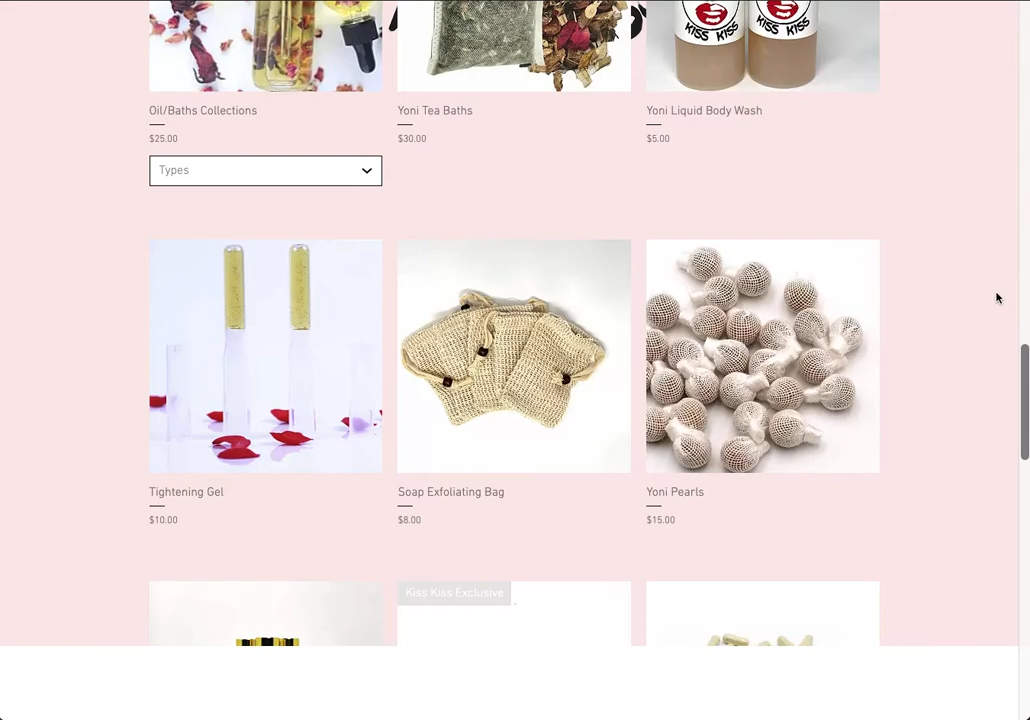 KISS KISS
KISS KISS
Oil/Baths Collections
Yoni Tea Baths
Yoni Liquid Body Wash
$25.00
$30.00
$5.00
Types
Tightening Gel
Soap Exfoliating Bag
Yoni Pearls
$10.00
$8.00
$15.00
Kiss Kiss Exclusive